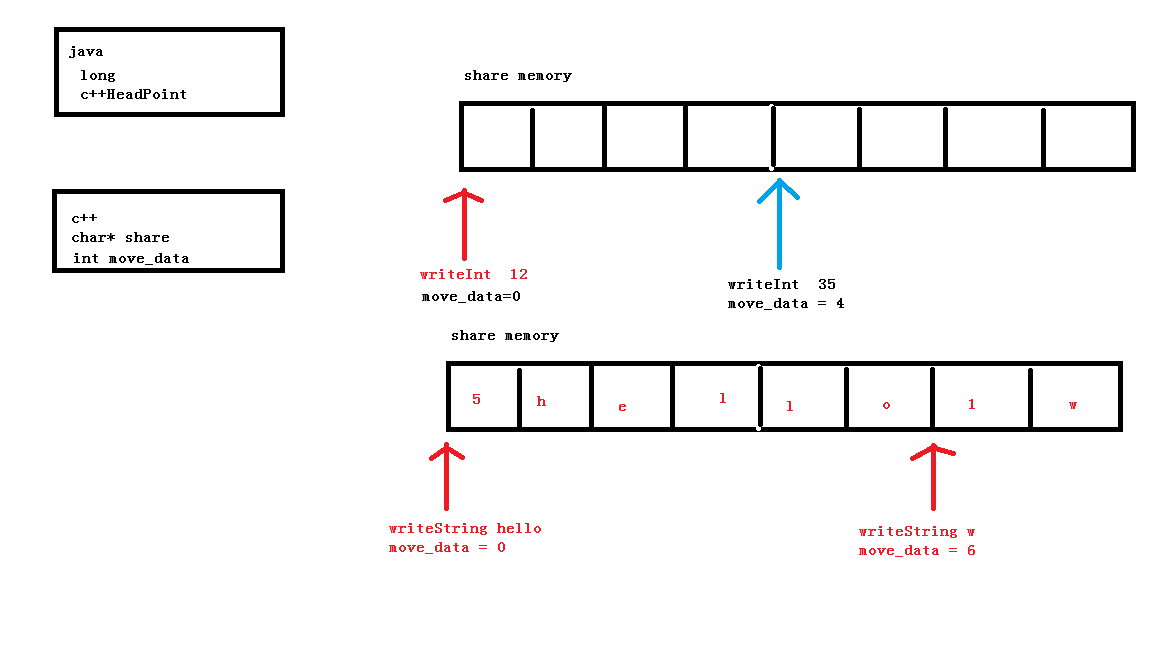 java
long
c++HeadPoint
c++
char* share
int move_data
share memory
writeInt  12
move_data=0
writeInt  35
move_data = 4
share memory
5 h e l l o 1 w
writeString hello
move_data = 0
writeString w
move_data = 6